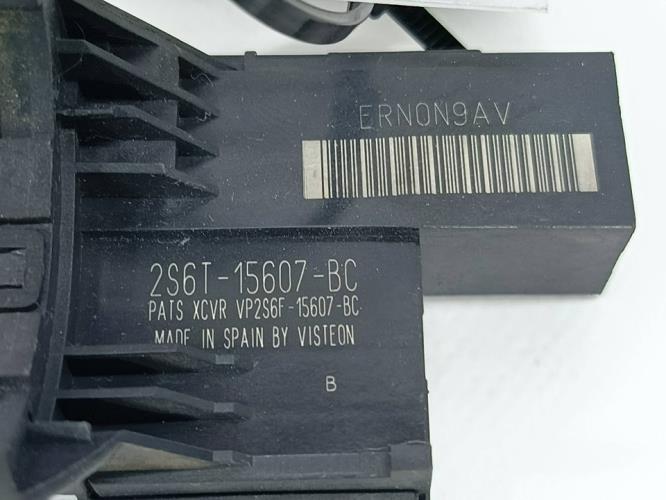 ERN0N9AV
2S6T-15607-BC
PATS XCVR VP2S6F-15607-BC
MADE IN SPAIN BY VISTEON
B